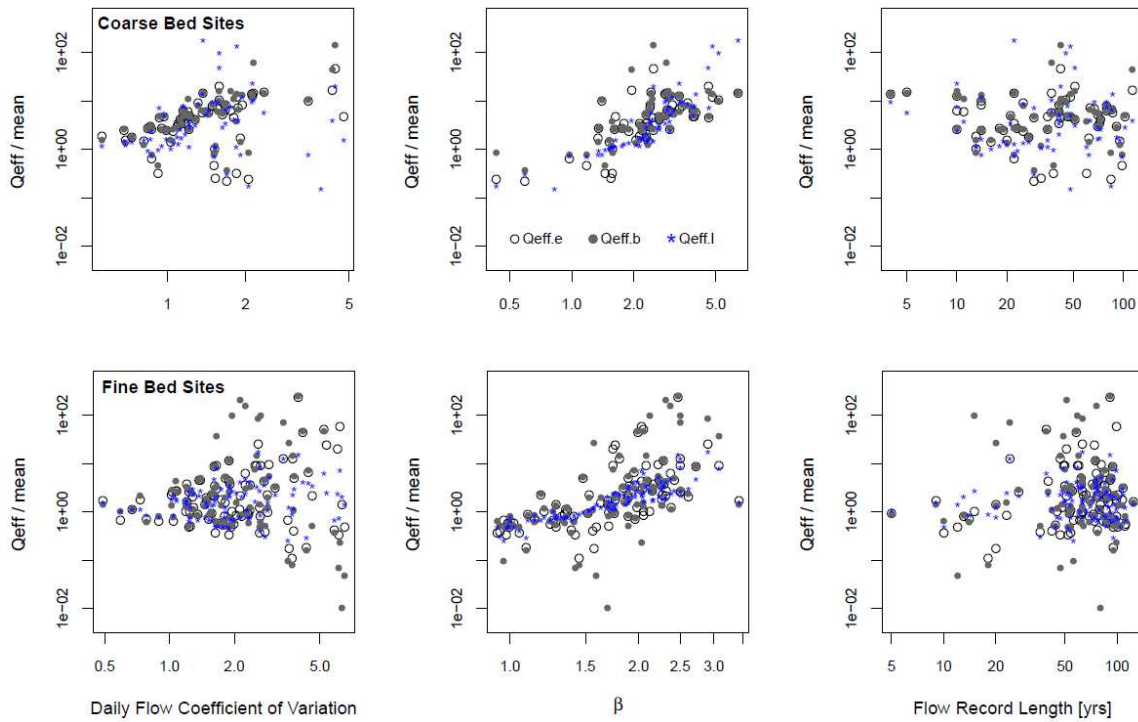 Coarse Bed Sites
Qeff / mean
1e+02
1e+00
1e-02
1 2 5
Qeff / mean
1e+02
1e+00
1e-02
Qeff.e Qeff.b * Qeff.l
0.5 1.0 2.0 5.0
Qeff / mean
1e+02
1e+00
1e-02
5 10 20 50 100
Fine Bed Sites
Qeff / mean
1e+02
1e+00
1e-02
0.5 1.0 2.0 5.0
Daily Flow Coefficient of Variation
Qeff / mean
1e+02
1e+00
1e-02
1.0 1.5 2.0 2.5 3.0
β
Qeff / mean
1e+02
1e+00
1e-02
5 10 20 50 100
Flow Record Length [yrs]